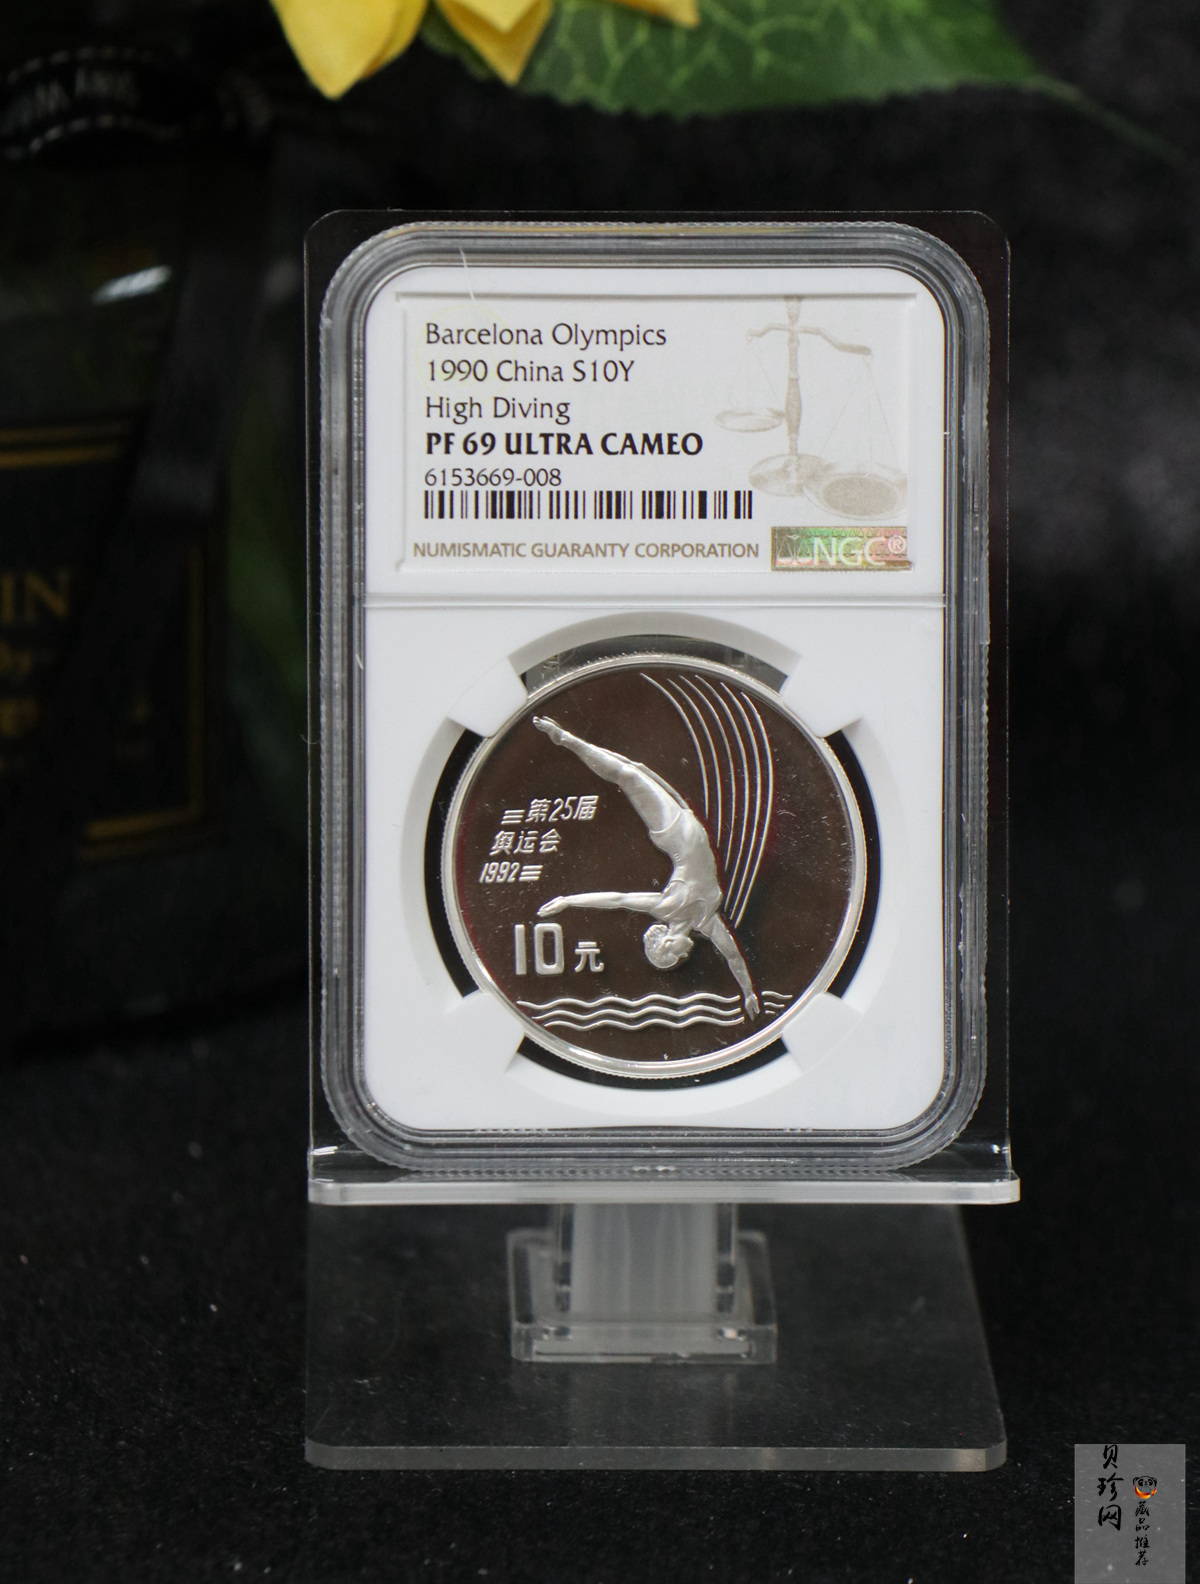 Barcelona Olympics
1990 China S10Y
High Diving
PF 69 ULTRA CAMEO
6153669-008
NUMISMATIC GUARANTY CORPORATION
NGC®
第25届
奥运会
1992
10元
IN
贝珍网
藏品推荐